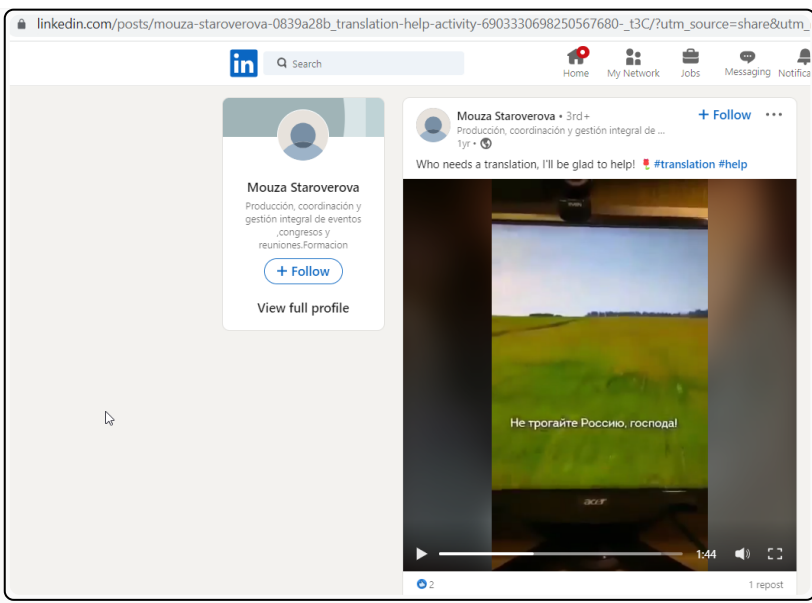 linkedin.com/posts/mouza-staroverova-0839a28b_translation-help-activity-6903330698250567680-_t3C/?utm_source=share&utm_
in
Search
Home
My Network
Jobs
Messaging
Notifica
Mouza Staroverova
Producción, coordinación y
gestión integral de eventos
,congresos y
reuniones.Formacion
+ Follow
View full profile
Mouza Staroverova • 3rd+
+ Follow
Producción, coordinación y gestión integral de ...
1yr •
Who needs a translation, I'll be glad to help! 🌷 #translation #help
Не трогайте Россию, господа!
acer
1:44
2
1 repost